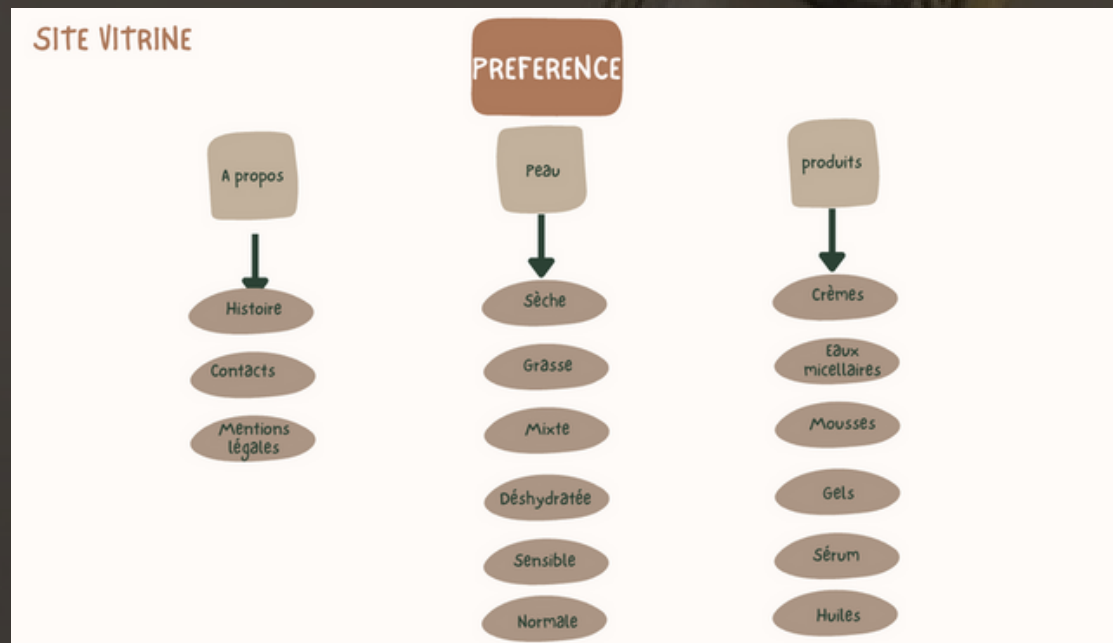 SITE VITRINE
PREFERENCE
A propos
Histoire
Contacts
Mentions
légales
Peau
Sèche
Grasse
Mixte
Déshydratée
Sensible
Normale
produits
Crèmes
Eaux
micellaires
Mousses
Gels
Sérum
Huiles